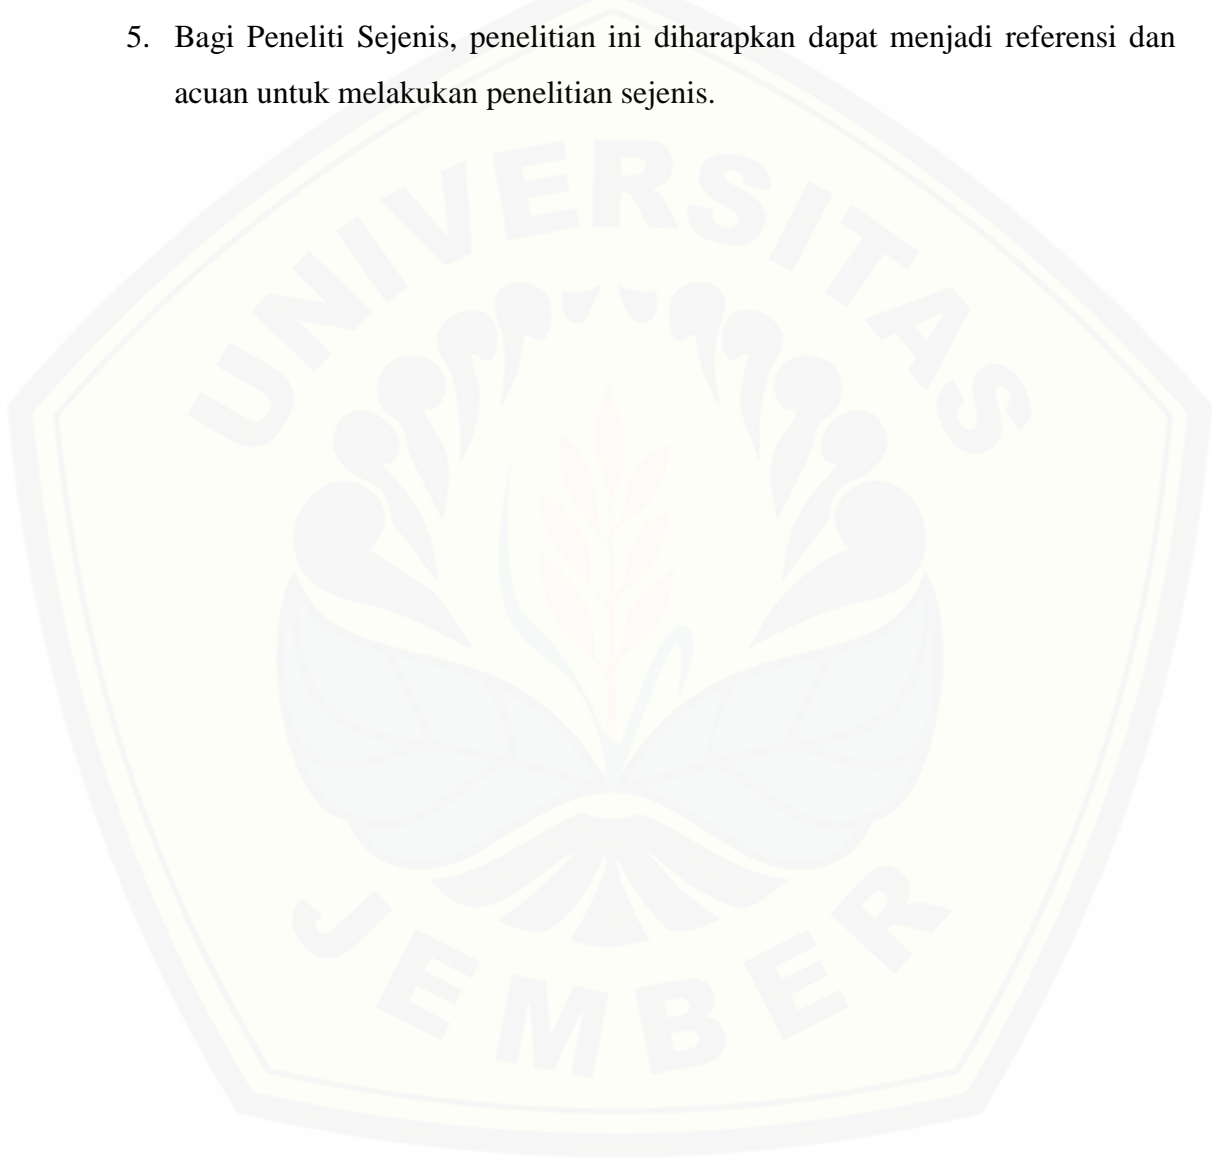 5. Bagi Peneliti Sejenis, penelitian ini diharapkan dapat menjadi referensi dan
acuan untuk melakukan penelitian sejenis.
UNIVERSITAS
JEMBER